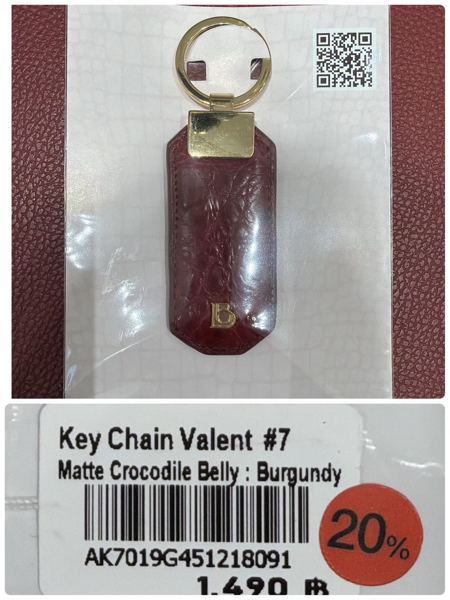 B
Key Chain Valent #7
Matte Crocodile Belly : Burgundy
AK7019G451218091
20%
1,490 ฿